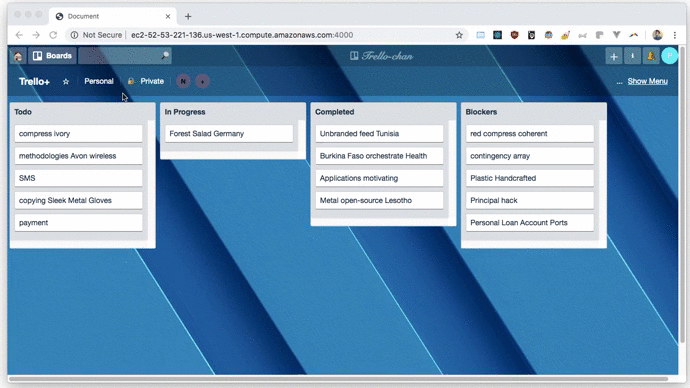 Document
Not Secure | ec2-52-53-221-136.us-west-1.compute.amazonaws.com:4000
Boards
Trello-chan
Trello+
Personal
Private
... Show Menu
Todo
compress ivory
methodologies Avon wireless
SMS
copying Sleek Metal Gloves
payment
In Progress
Forest Salad Germany
Completed
Unbranded feed Tunisia
Burkina Faso orchestrate Health
Applications motivating
Metal open-source Lesotho
Blockers
red compress coherent
contingency array
Plastic Handcrafted
Principal hack
Personal Loan Account Ports